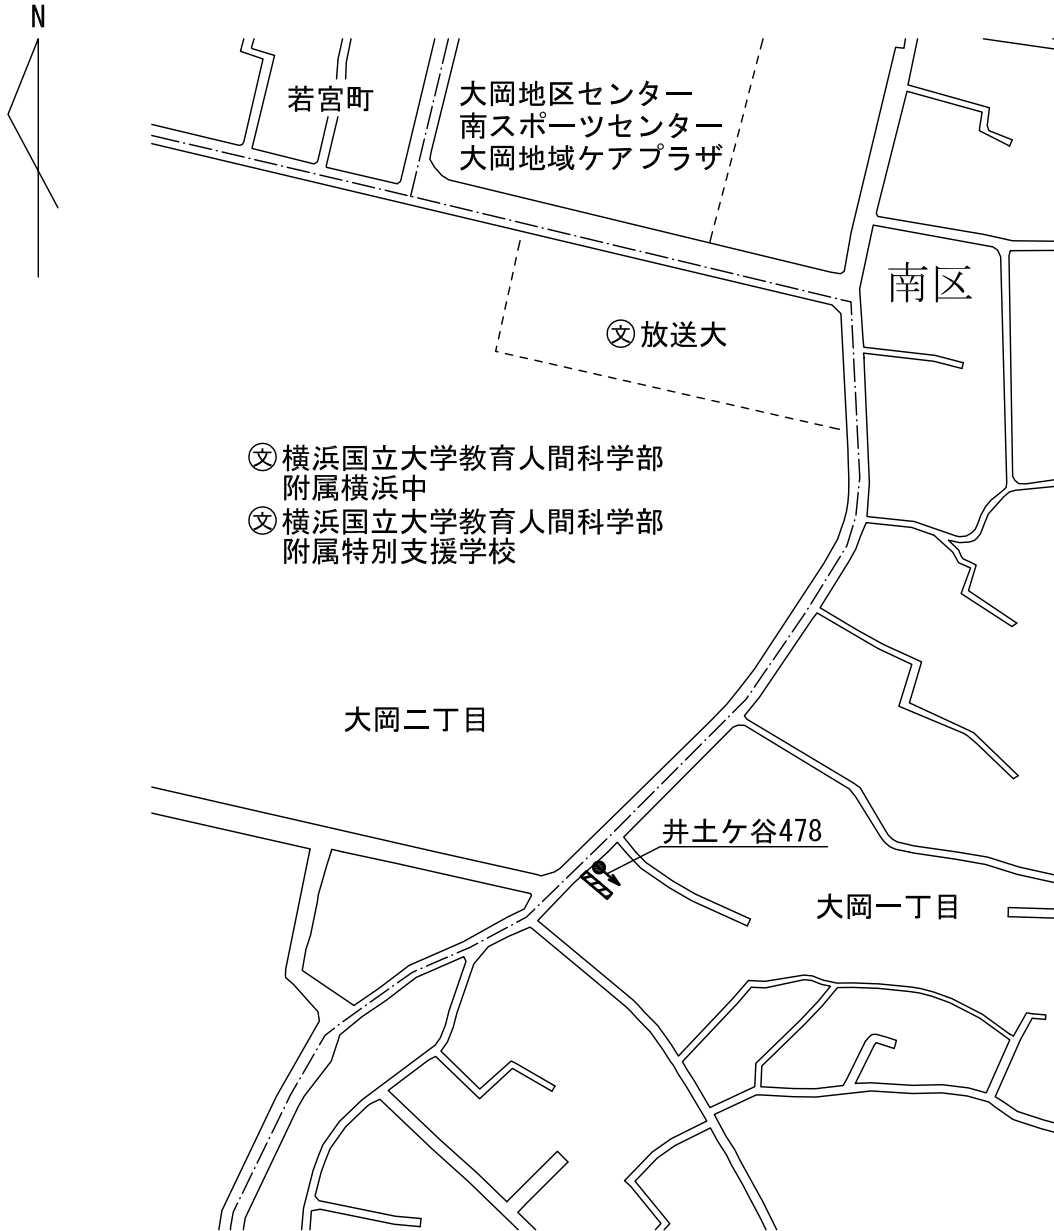 N
若宮町
大岡地区センター
南スポーツセンター
大岡地域ケアプラザ
南区
文 放送大
文 横浜国立大学教育人間科学部
附属横浜中
文 横浜国立大学教育人間科学部
附属特別支援学校
大岡二丁目
井土ケ谷478
大岡一丁目